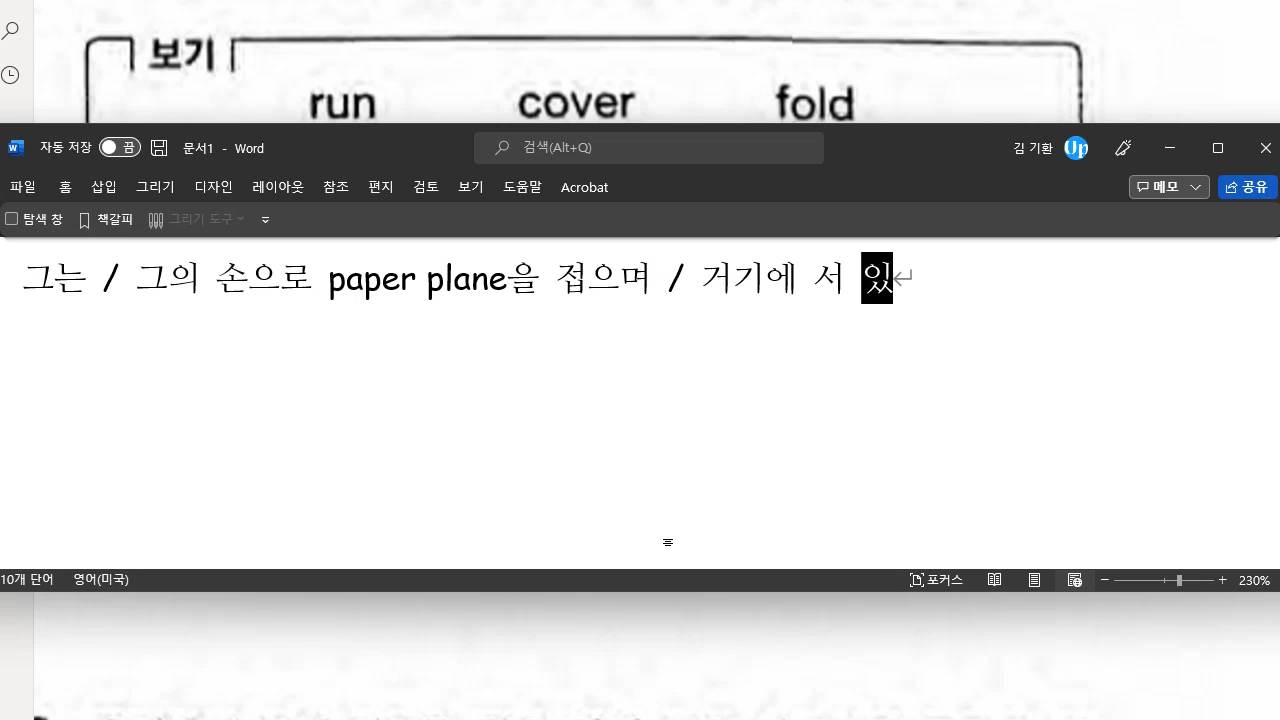 보기
run cover fold
자동 저장 끔 문서1 - Word 검색(Alt+Q) 김 기환 Up
파일 홈 삽입 그리기 디자인 레이아웃 참조 편지 검토 보기 도움말 Acrobat 메모 공유
탐색 창 책갈피 그리기 도구
그는 / 그의 손으로 paper plane을 접으며 / 거기에 서 있
10개 단어 영어(미국) 포커스 230%